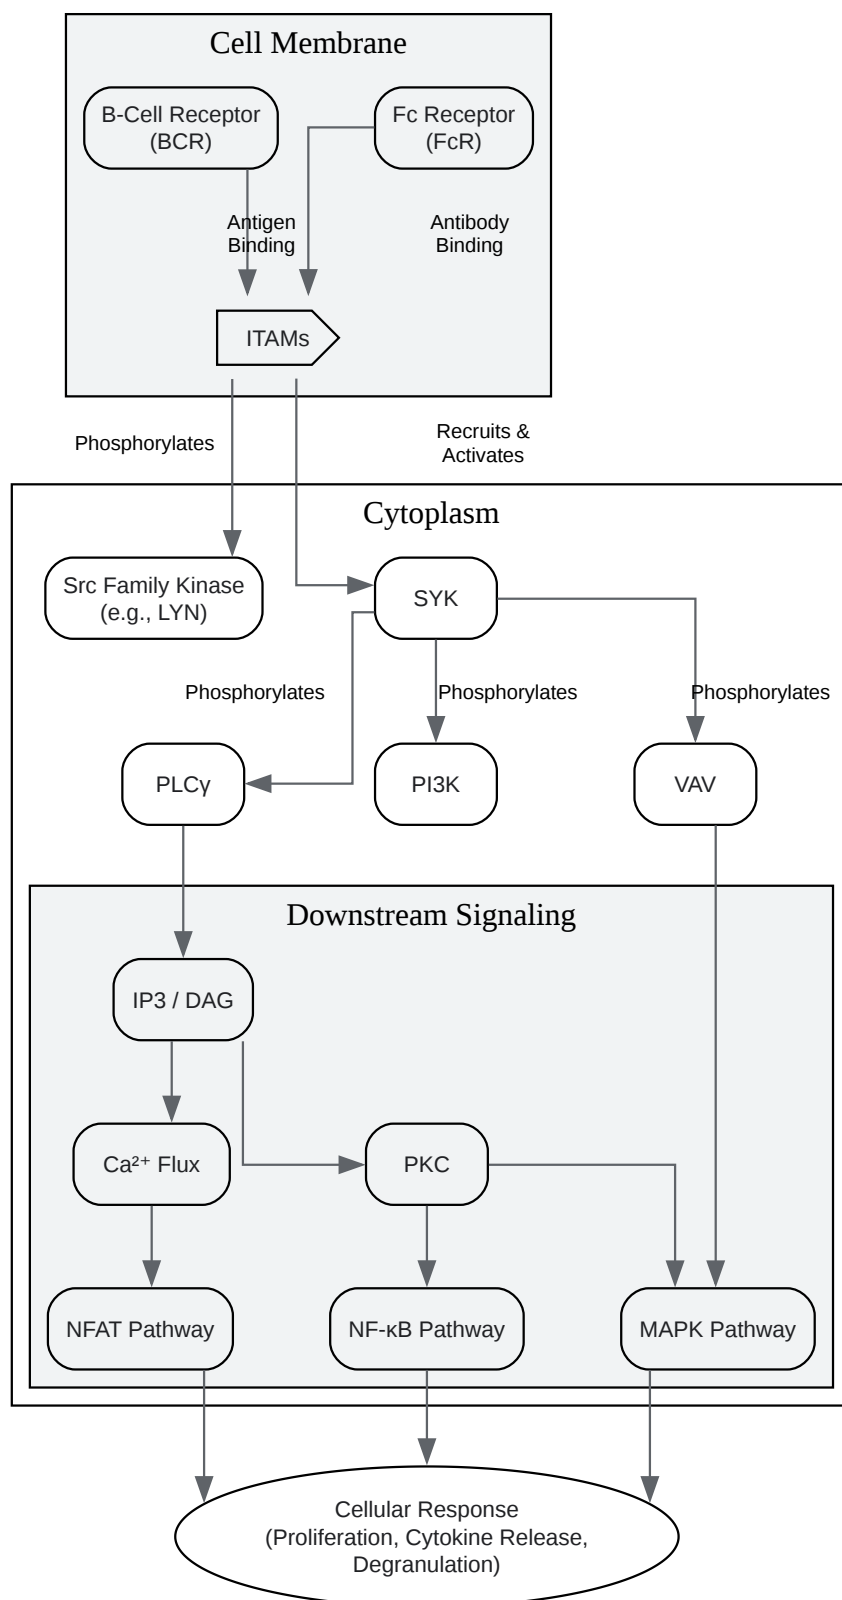 Cell Membrane
B-Cell Receptor
(BCR)
Fc Receptor
(FcR)
Antigen
Binding
Antibody
Binding
ITAMs
Phosphorylates
Recruits &
Activates
Cytoplasm
Src Family Kinase
(e.g., LYN)
SYK
Phosphorylates
Phosphorylates
Phosphorylates
PLCγ
PI3K
VAV
Downstream Signaling
IP3 / DAG
Ca²⁺ Flux
PKC
NFAT Pathway
NF-κB Pathway
MAPK Pathway
Cellular Response
(Proliferation, Cytokine Release,
Degranulation)